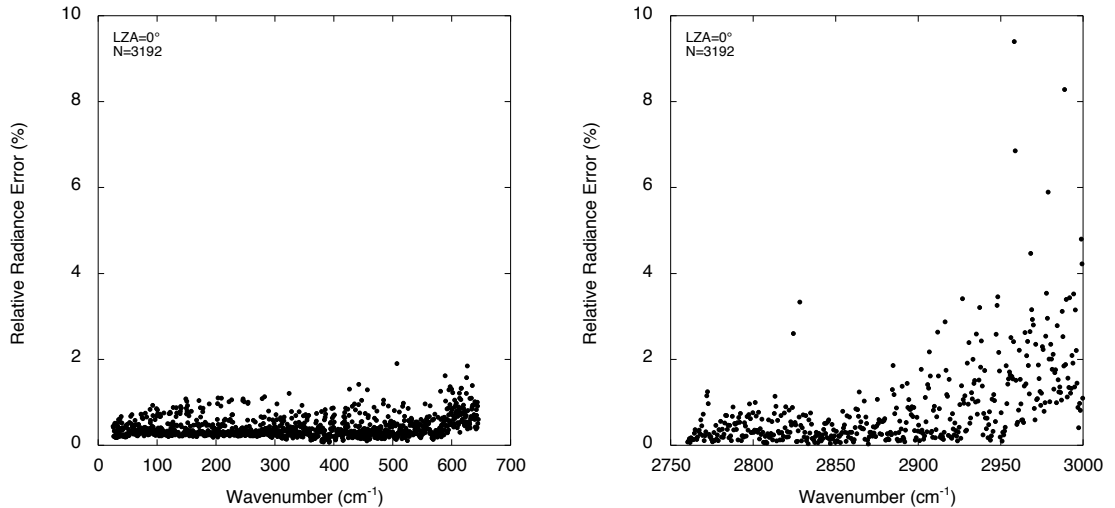 LZA=0°
N=3192
Relative Radiance Error (%)
10
8
6
4
2
0
0 100 200 300 400 500 600 700
Wavenumber (cm⁻¹)
LZA=0°
N=3192
Relative Radiance Error (%)
10
8
6
4
2
0
2750 2800 2850 2900 2950 3000
Wavenumber (cm⁻¹)